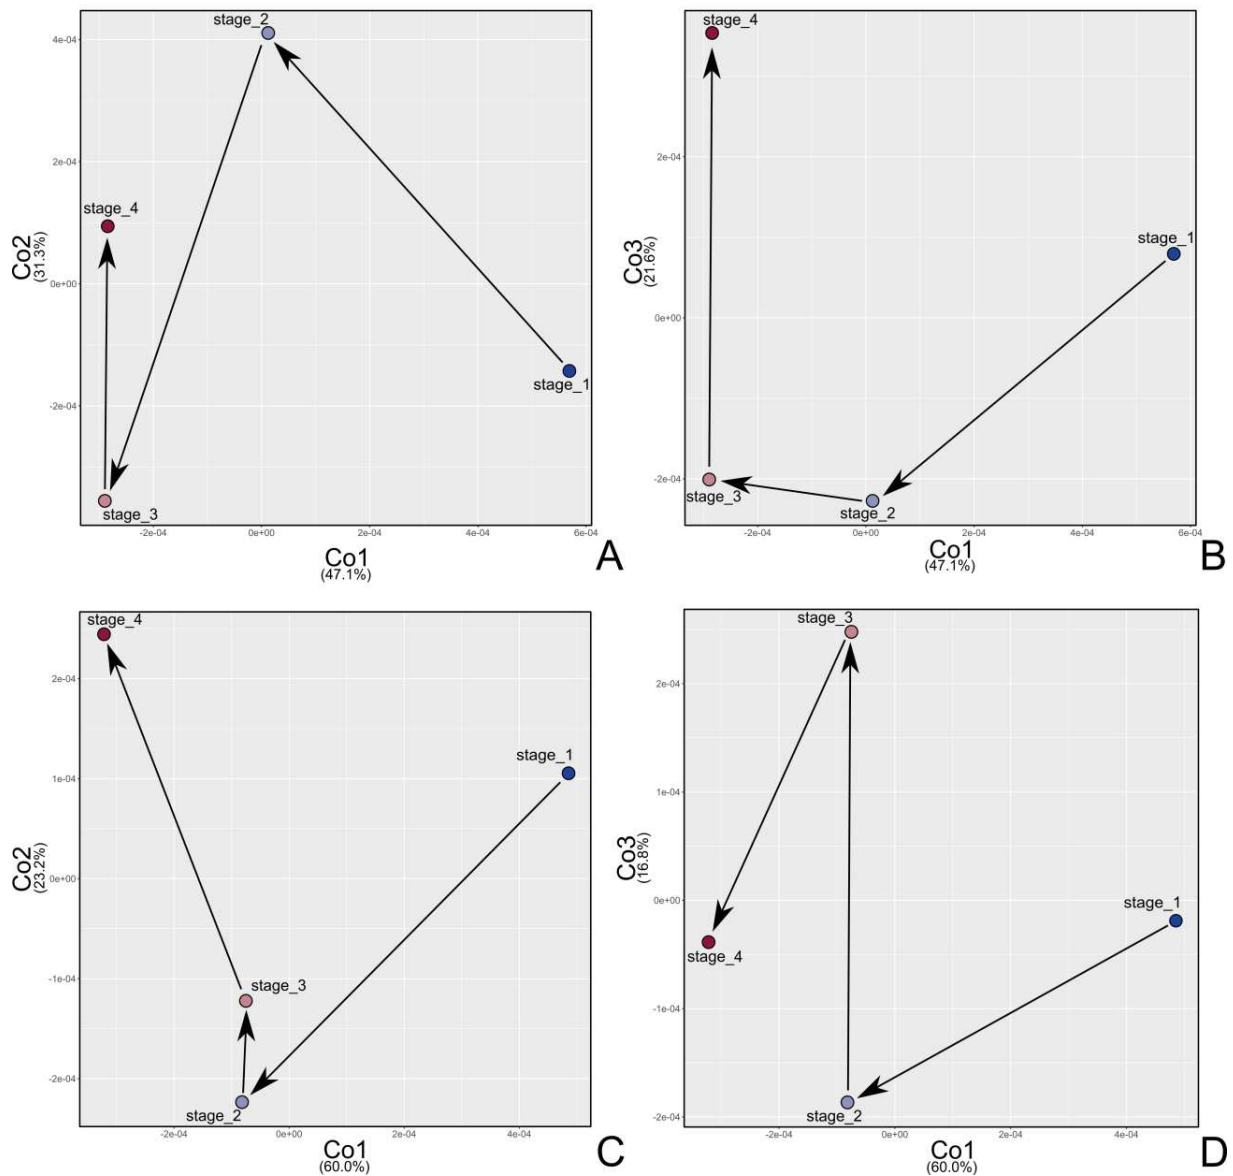 stage_2
4e-04
2e-04
stage_4
0e+00
-2e-04
stage_1
stage_3
-2e-04 0e+00 2e-04 4e-04 6e-04
Co2
(31.3%)
Co1
(47.1%)
A
stage_4
2e-04
stage_1
0e+00
-2e-04
stage_3
stage_2
-2e-04 0e+00 2e-04 4e-04 6e-04
Co3
(21.6%)
Co1
(47.1%)
B
stage_4
2e-04
stage_1
1e-04
0e+00
-1e-04
stage_3
-2e-04
stage_2
-2e-04 0e+00 2e-04 4e-04
Co2
(23.2%)
Co1
(60.0%)
C
stage_3
2e-04
1e-04
stage_1
0e+00
stage_4
-1e-04
stage_2
-2e-04
-2e-04 0e+00 2e-04 4e-04
Co3
(16.8%)
Co1
(60.0%)
D